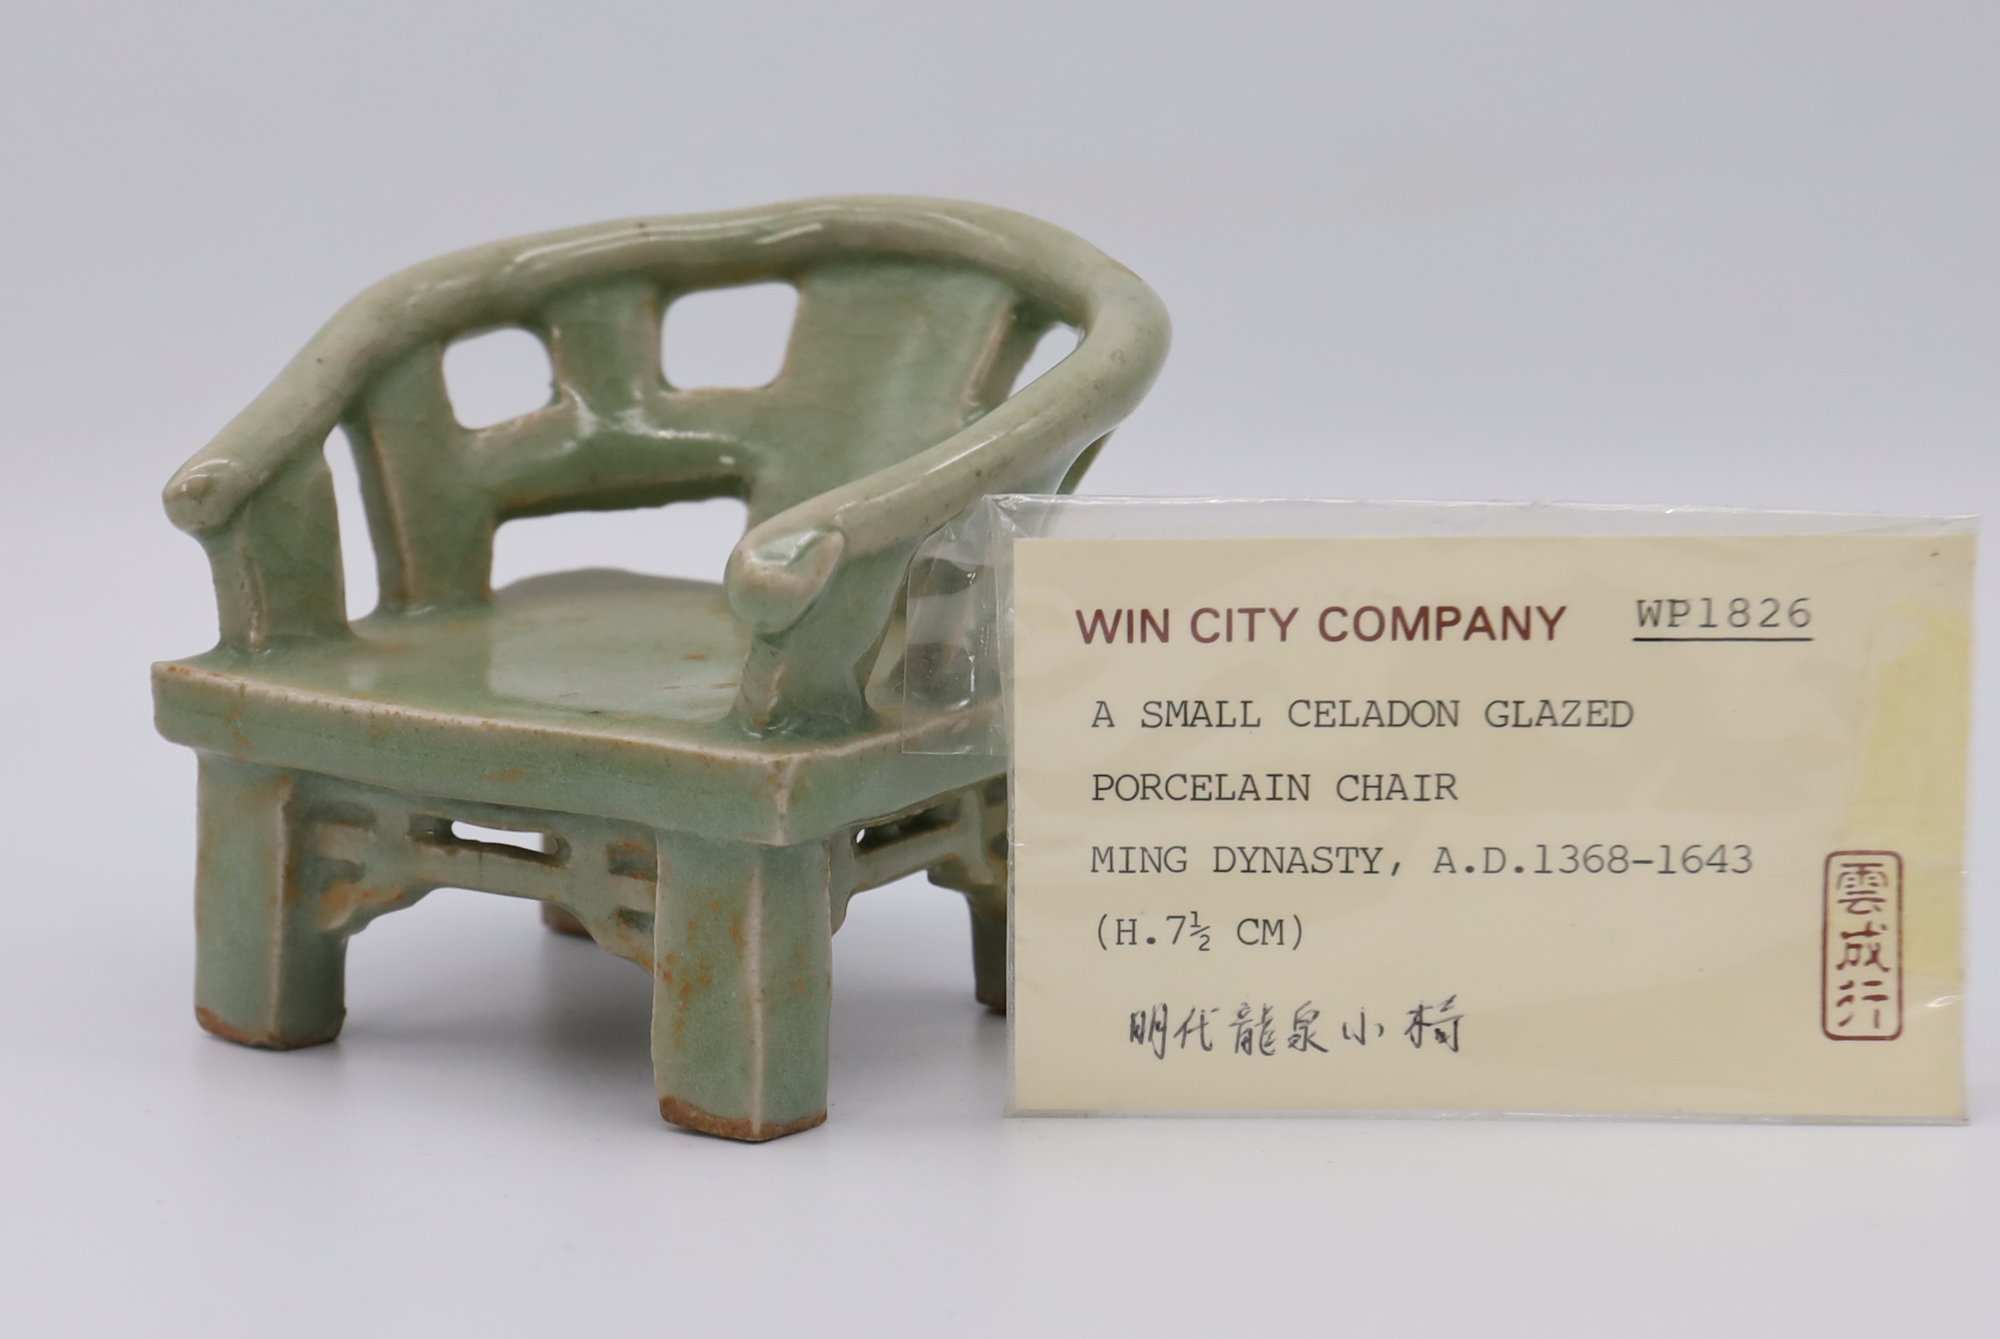 WIN CITY COMPANY WP1826
A SMALL CELADON GLAZED
PORCELAIN CHAIR
MING DYNASTY, A.D.1368-1643
(H.7½ CM)
明代龍泉小椅
雲成行